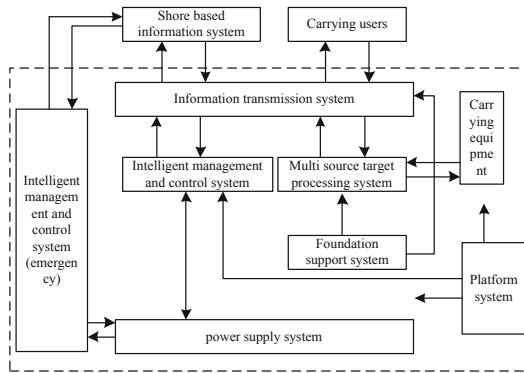 Shore based
information system
Carrying users
Information transmission system
Carr
ying
equi
pme
nt
Intelligent
managem
ent and
control
system
(emergen
cy)
Intelligent management
and control system
Multi source target
processing system
Foundation
support system
Platform
system
power supply system